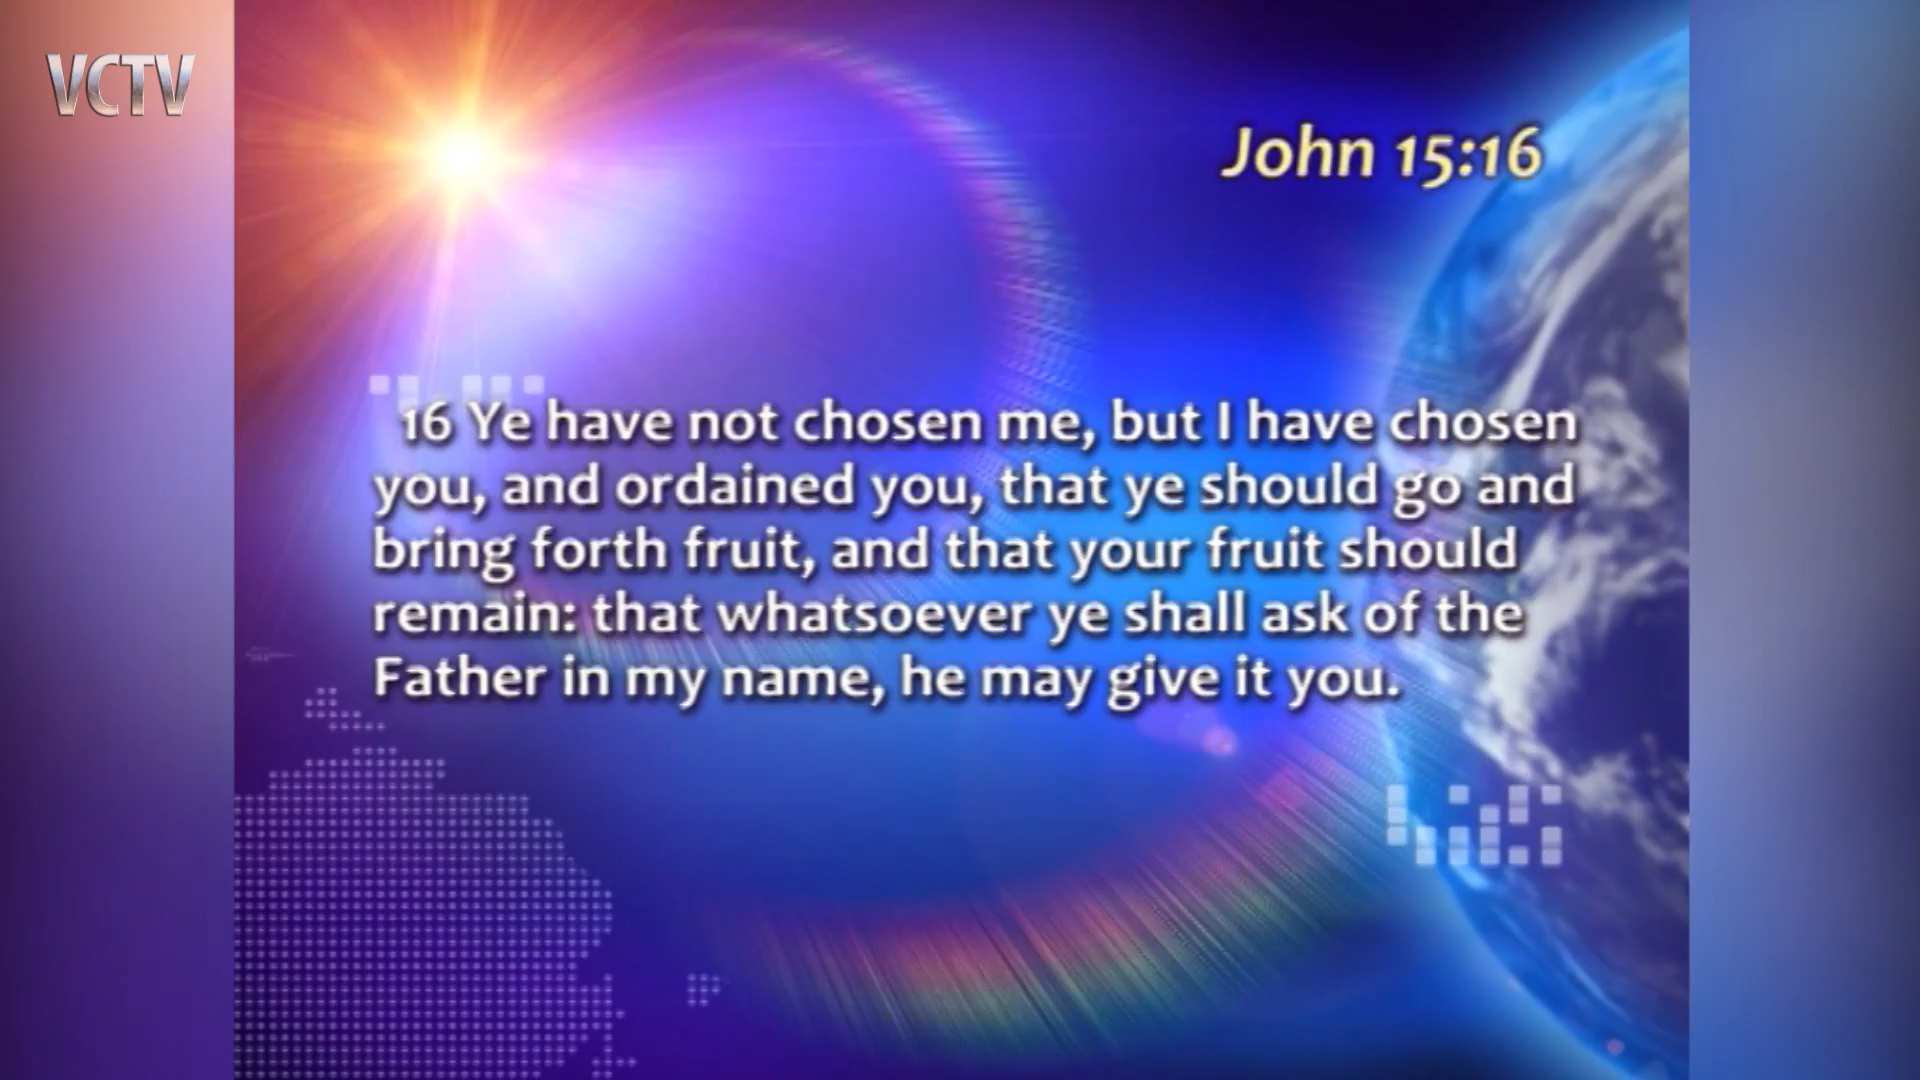 VCTV
John 15:16
16 Ye have not chosen me, but I have chosen
you, and ordained you, that ye should go and
bring forth fruit, and that your fruit should
remain: that whatsoever ye shall ask of the
Father in my name, he may give it you.